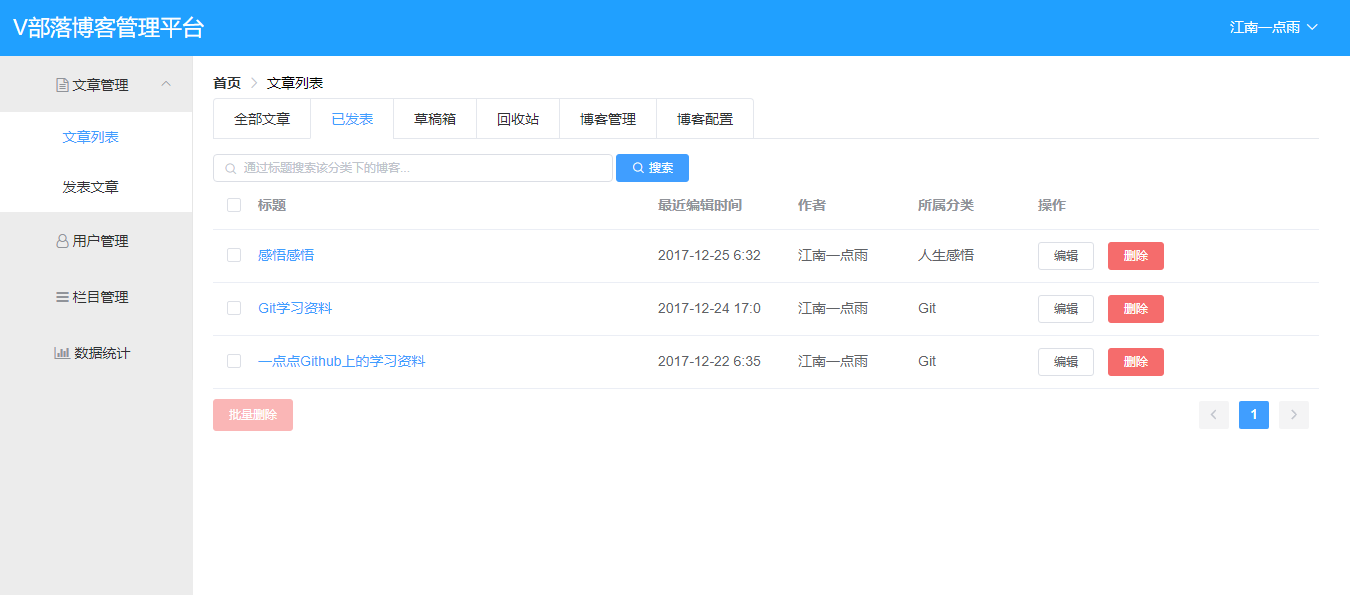 V部落博客管理平台
江南一点雨
文章管理
文章列表
发表文章
用户管理
栏目管理
数据统计
首页 文章列表
全部文章 已发表 草稿箱 回收站 博客管理 博客配置
通过标题搜索该分类下的博客... 搜索
标题 最近编辑时间 作者 所属分类 操作
感悟感悟 2017-12-25 6:32 江南一点雨 人生感悟 编辑 删除
Git学习资料 2017-12-24 17:0 江南一点雨 Git 编辑 删除
一点点Github上的学习资料 2017-12-22 6:35 江南一点雨 Git 编辑 删除
批量删除 1